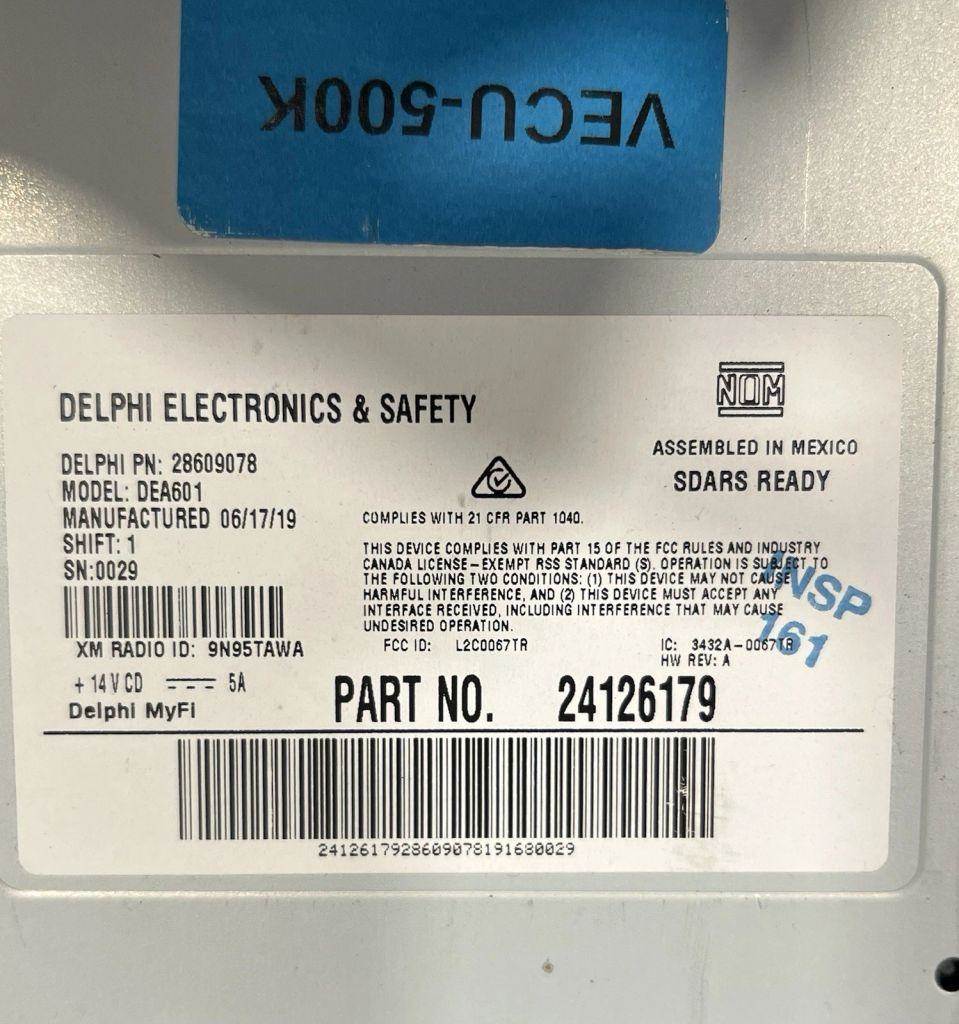 VECU-500K
NOM
DELPHI ELECTRONICS & SAFETY
ASSEMBLED IN MEXICO
SDARS READY
DELPHI PN: 28609078
MODEL: DEA601
MANUFACTURED 06/17/19
SHIFT: 1
SN:0029
COMPLIES WITH 21 CFR PART 1040.
THIS DEVICE COMPLIES WITH PART 15 OF THE FCC RULES AND INDUSTRY
CANADA LICENSE-EXEMPT RSS STANDARD (S). OPERATION IS SUBJECT TO
THE FOLLOWING TWO CONDITIONS: (1) THIS DEVICE MAY NOT CAUSE
HARMFUL INTERFERENCE, AND (2) THIS DEVICE MUST ACCEPT ANY
INTERFACE RECEIVED, INCLUDING INTERFERENCE THAT MAY CAUSE
UNDESIRED OPERATION.
INSP
161
XM RADIO ID: 9N95TAWA
FCC ID: L2C0067TR
IC: 3432A-0067TR
HW REV: A
+14V CD 5A
Delphi MyFi
PART NO. 24126179
2412617928609078191680029